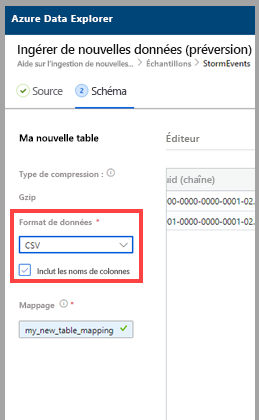 Azure Data Explorer
Ingérer de nouvelles données (préversion)
Aide sur l'ingestion de nouvelles... > Échantillons > StormEvents
Source
2 Schéma
Ma nouvelle table
Éditeur
Type de compression :
uid (chaîne)
Gzip
00-0000-0000-0001-02.
Format de données *
01-0000-0000-0001-02.
CSV
Inclut les noms de colonnes
Mappage *
my_new_table_mapping